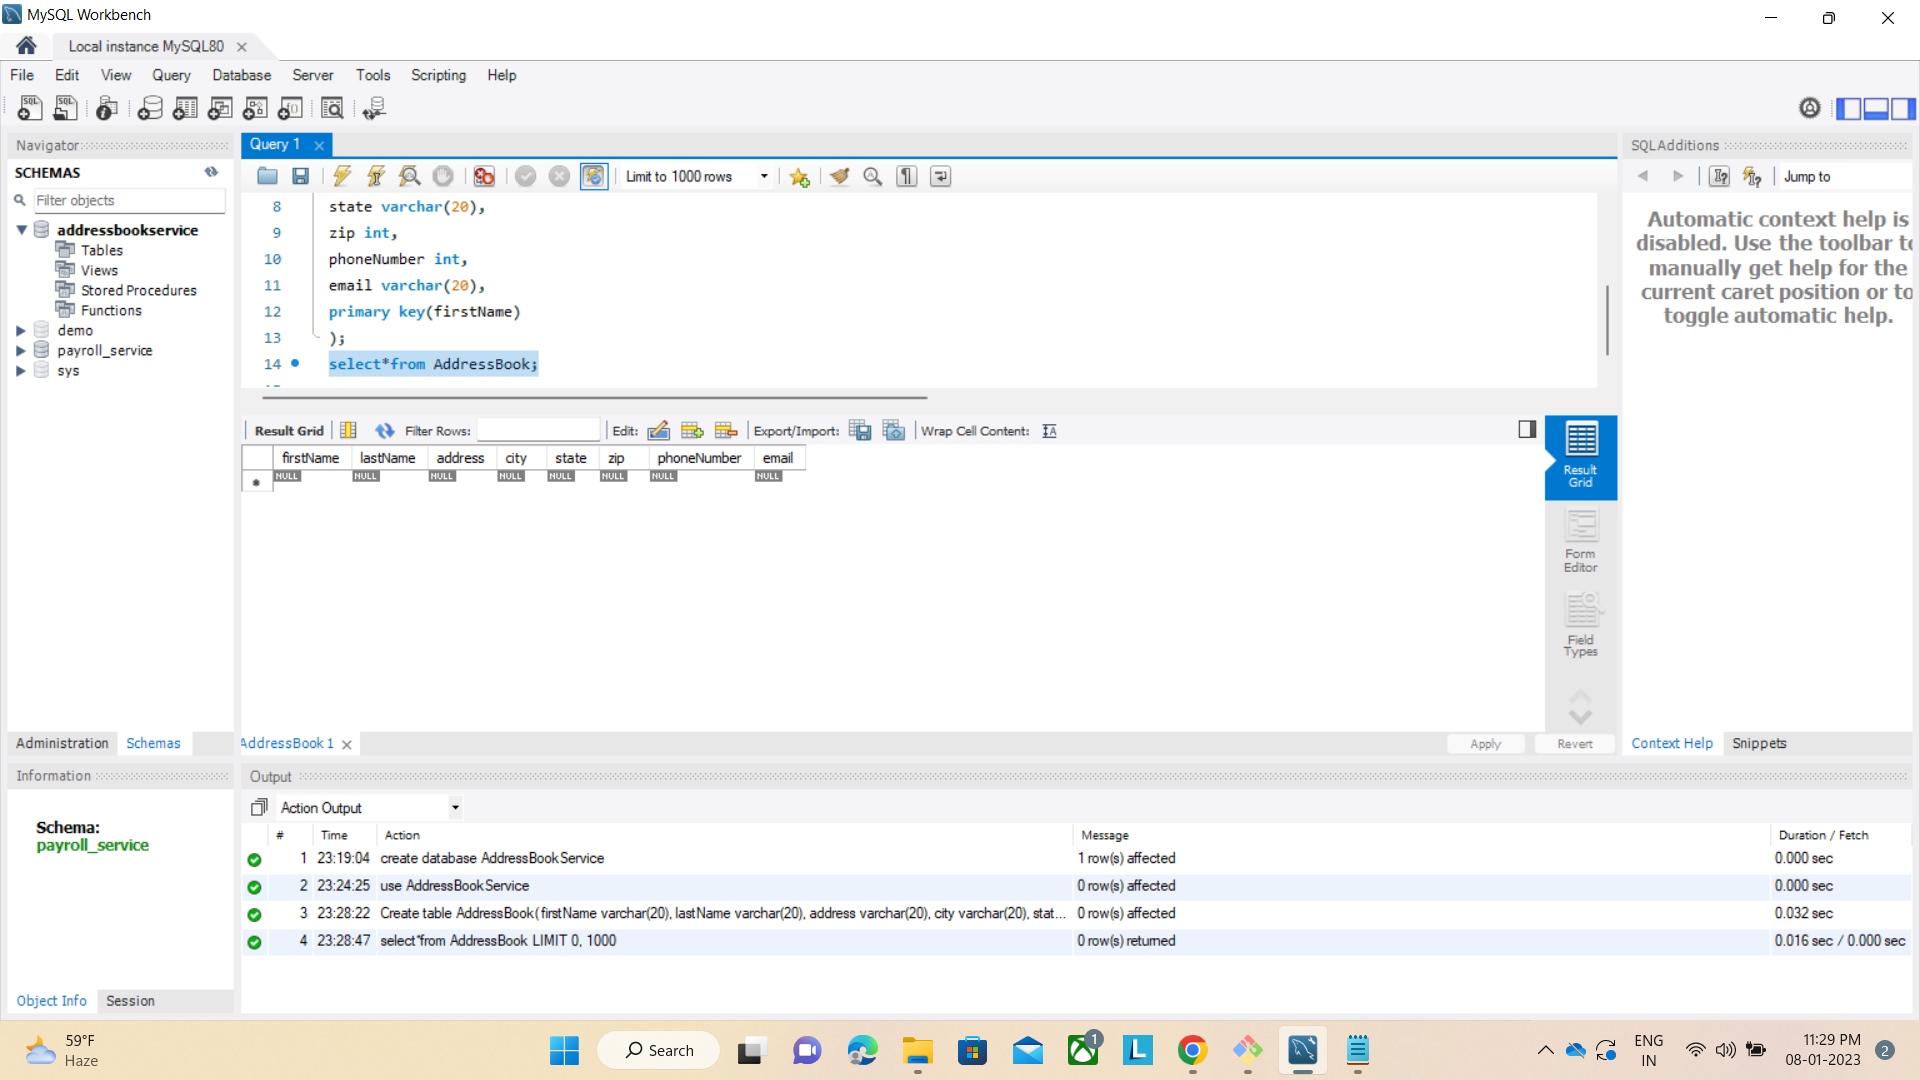 MySQL Workbench
Local instance MySQL80
File Edit View Query Database Server Tools Scripting Help
Navigator
SCHEMAS
Filter objects
addressbookservice
Tables
Views
Stored Procedures
Functions
demo
payroll_service
sys
Administration Schemas
Information
Schema:
payroll_service
Object Info Session
Query 1
Limit to 1000 rows
8 state varchar(20),
9 zip int,
10 phoneNumber int,
11 email varchar(20),
12 primary key(firstName)
13 );
14 select*from AddressBook;
Result Grid Filter Rows: Edit: Export/Import: Wrap Cell Content:
firstName lastName address city state zip phoneNumber email
NULL NULL NULL NULL NULL NULL NULL NULL
Result
Grid
Form
Editor
Field
Types
AddressBook 1
Apply Revert
SQLAdditions
Jump to
Automatic context help is
disabled. Use the toolbar to
manually get help for the
current caret position or to
toggle automatic help.
Context Help Snippets
Output
Action Output
# Time Action Message Duration / Fetch
1 23:19:04 create database AddressBookService 1 row(s) affected 0.000 sec
2 23:24:25 use AddressBookService 0 row(s) affected 0.000 sec
3 23:28:22 Create table AddressBook( firstName varchar(20), lastName varchar(20), address varchar(20), city varchar(20), stat... 0 row(s) affected 0.032 sec
4 23:28:47 select*from AddressBook LIMIT 0, 1000 0 row(s) returned 0.016 sec / 0.000 sec
59°F
Haze
Search
1
ENG
IN
11:29 PM
08-01-2023
2